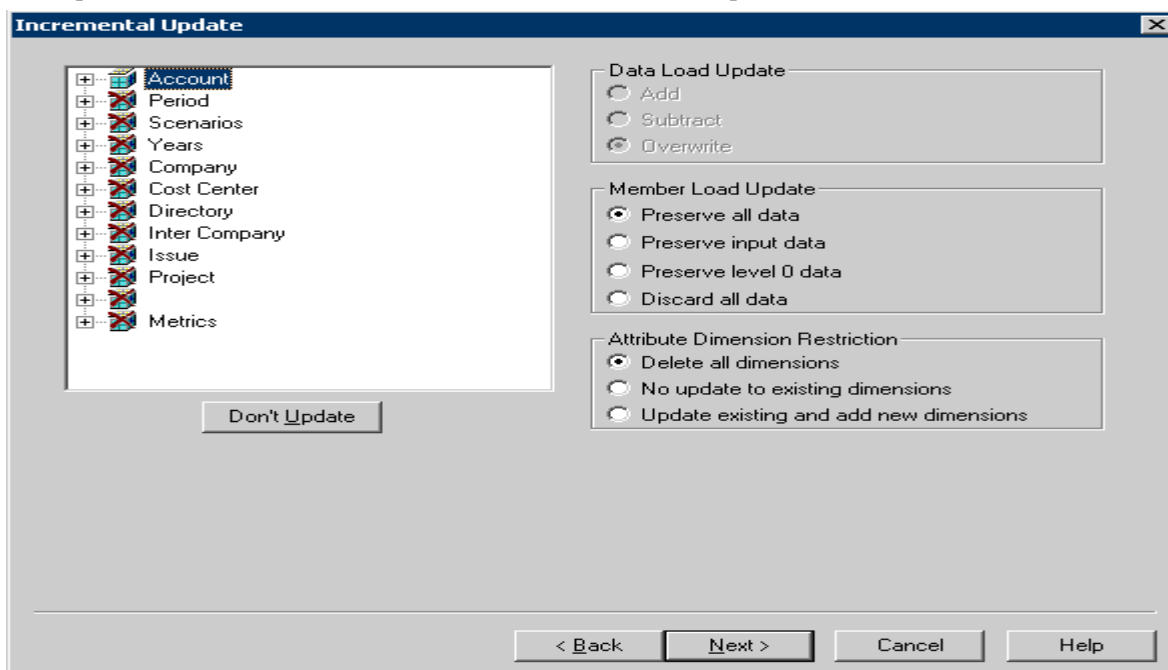 Incremental Update
Account
Period
Scenarios
Years
Company
Cost Center
Directory
Inter Company
Issue
Project
Metrics
Don't Update
Data Load Update
Add
Subtract
Overwrite
Member Load Update
Preserve all data
Preserve input data
Preserve level 0 data
Discard all data
Attribute Dimension Restriction
Delete all dimensions
No update to existing dimensions
Update existing and add new dimensions
< Back Next > Cancel Help